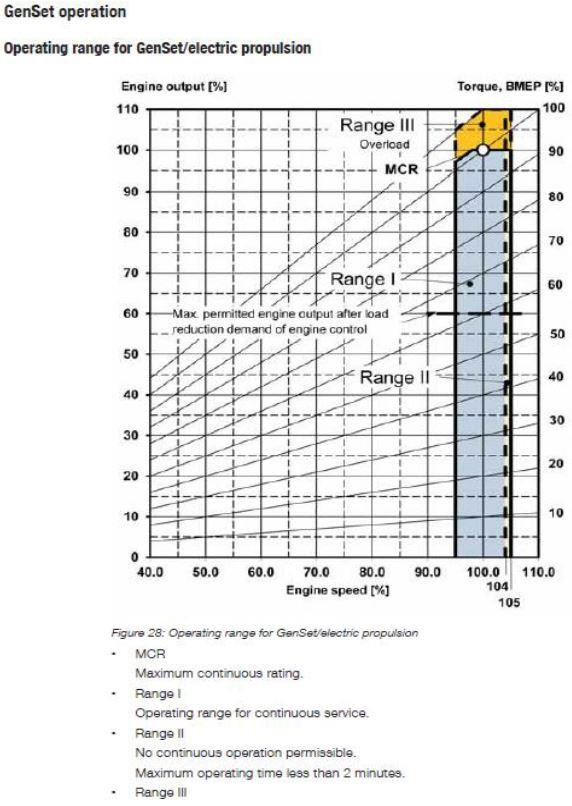 GenSet operation
Operating range for GenSet/electric propulsion
Engine output [%]
Torque, BMEP [%]
110
100
90
80
70
60
50
40
30
20
10
0
100
90
80
70
60
50
40
30
20
10
Range III
Overload
MCR
Range I
Max. permitted engine output after load
reduction demand of engine control
Range II
40.0
50.0
60.0
70.0
80.0
90.0
100.0
110.0
104
105
Engine speed [%]
Figure 28: Operating range for GenSet/electric propulsion
• MCR
Maximum continuous rating.
• Range I
Operating range for continuous service.
• Range II
No continuous operation permissible.
Maximum operating time less than 2 minutes.
• Range III